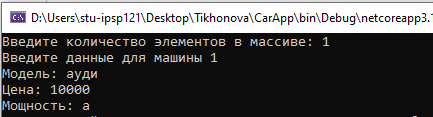 D:\Users\stu-ipsp121\Desktop\Tikhonova\CarApp\bin\Debug\netcoreapp3.
Введите количество элементов в массиве: 1
Введите данные для машины 1
Модель: ауди
Цена: 10000
Мощность: а